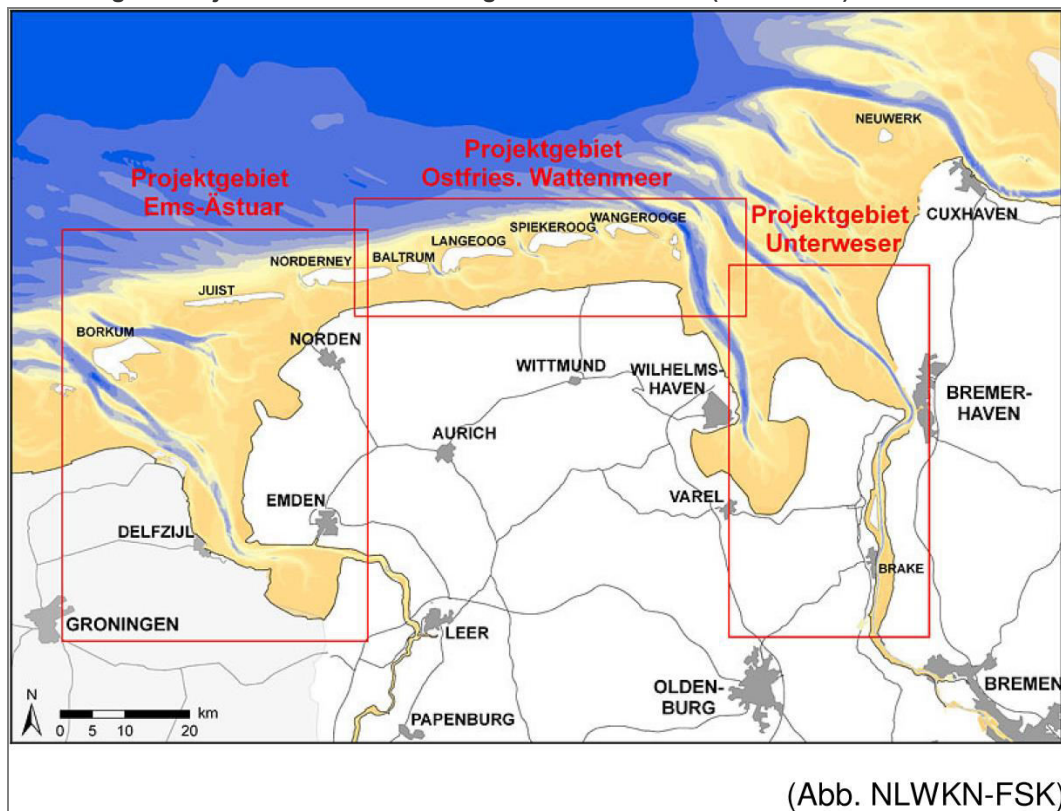 NEUWERK
Projektgebiet
Ostfries. Wattenmeer
Projektgebiet
Ems-Ästuar
CUXHAVEN
Projektgebiet
Unterweser
WANGEROOGE
SPIEKEROOG
LANGEOOG
BALTRUM
NORDERNEY
JUIST
BORKUM
NORDEN
WITTMUND
WILHELMS-
HAVEN
BREMER-
HAVEN
AURICH
EMDEN
VAREL
DELFZIJL
BRAKE
GRONINGEN
LEER
OLDEN-
BURG
BREMEN
PAPENBURG
N
km
0 5 10 20
(Abb. NLWKN-FSK)